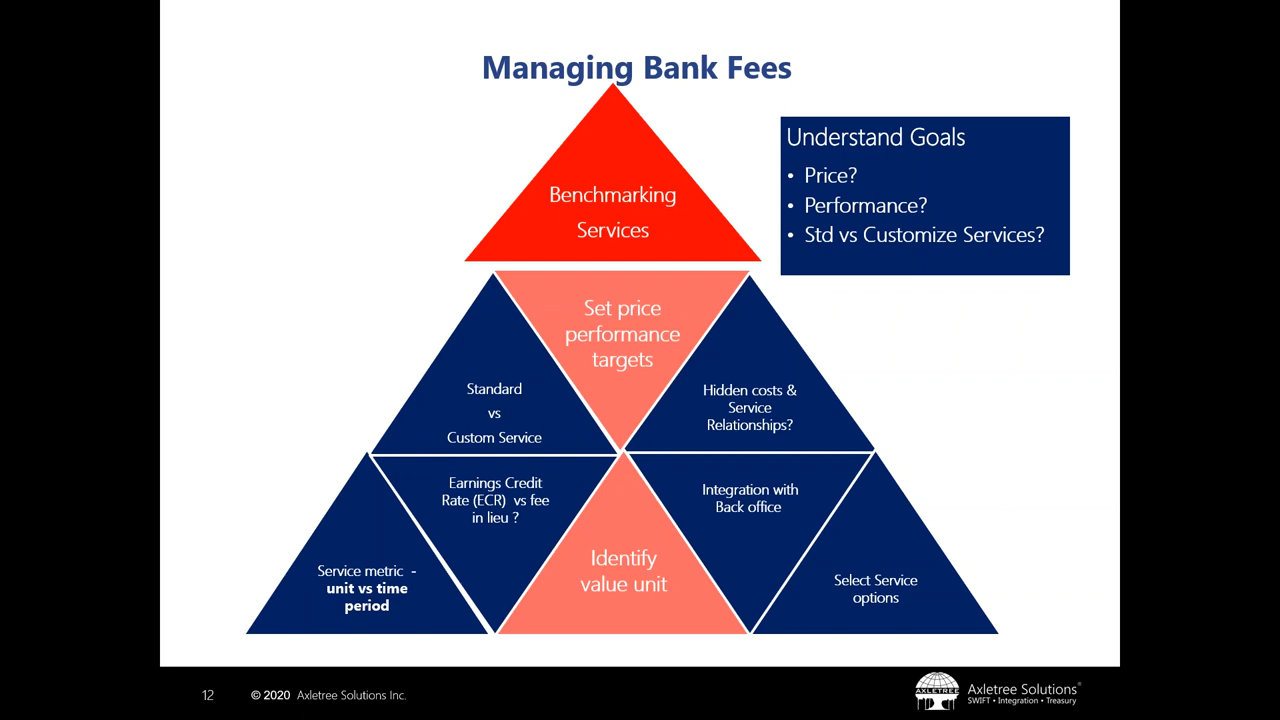 Managing Bank Fees
Benchmarking
Services
Understand Goals
• Price?
• Performance?
• Std vs Customize Services?
Set price
performance
targets
Standard
vs
Custom Service
Hidden costs &
Service
Relationships?
Service metric -
unit vs time
period
Earnings Credit
Rate (ECR) vs fee
in lieu ?
Identify
value unit
Integration with
Back office
Select Service
options
12
© 2020 Axletree Solutions Inc.
AXLETREE
Axletree Solutions®
SWIFT • Integration • Treasury